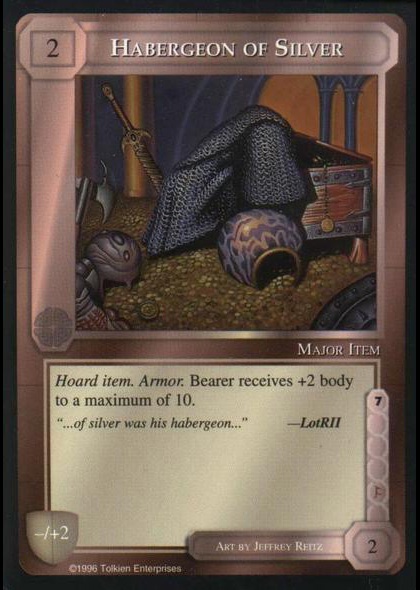 2
HABERGEON OF SILVER
MAJOR ITEM
Hoard item. Armor. Bearer receives +2 body
to a maximum of 10.
"...of silver was his habergeon..." —LotRII
7
F
–/+2
ART BY JEFFREY REITZ
2
©1996 Tolkien Enterprises